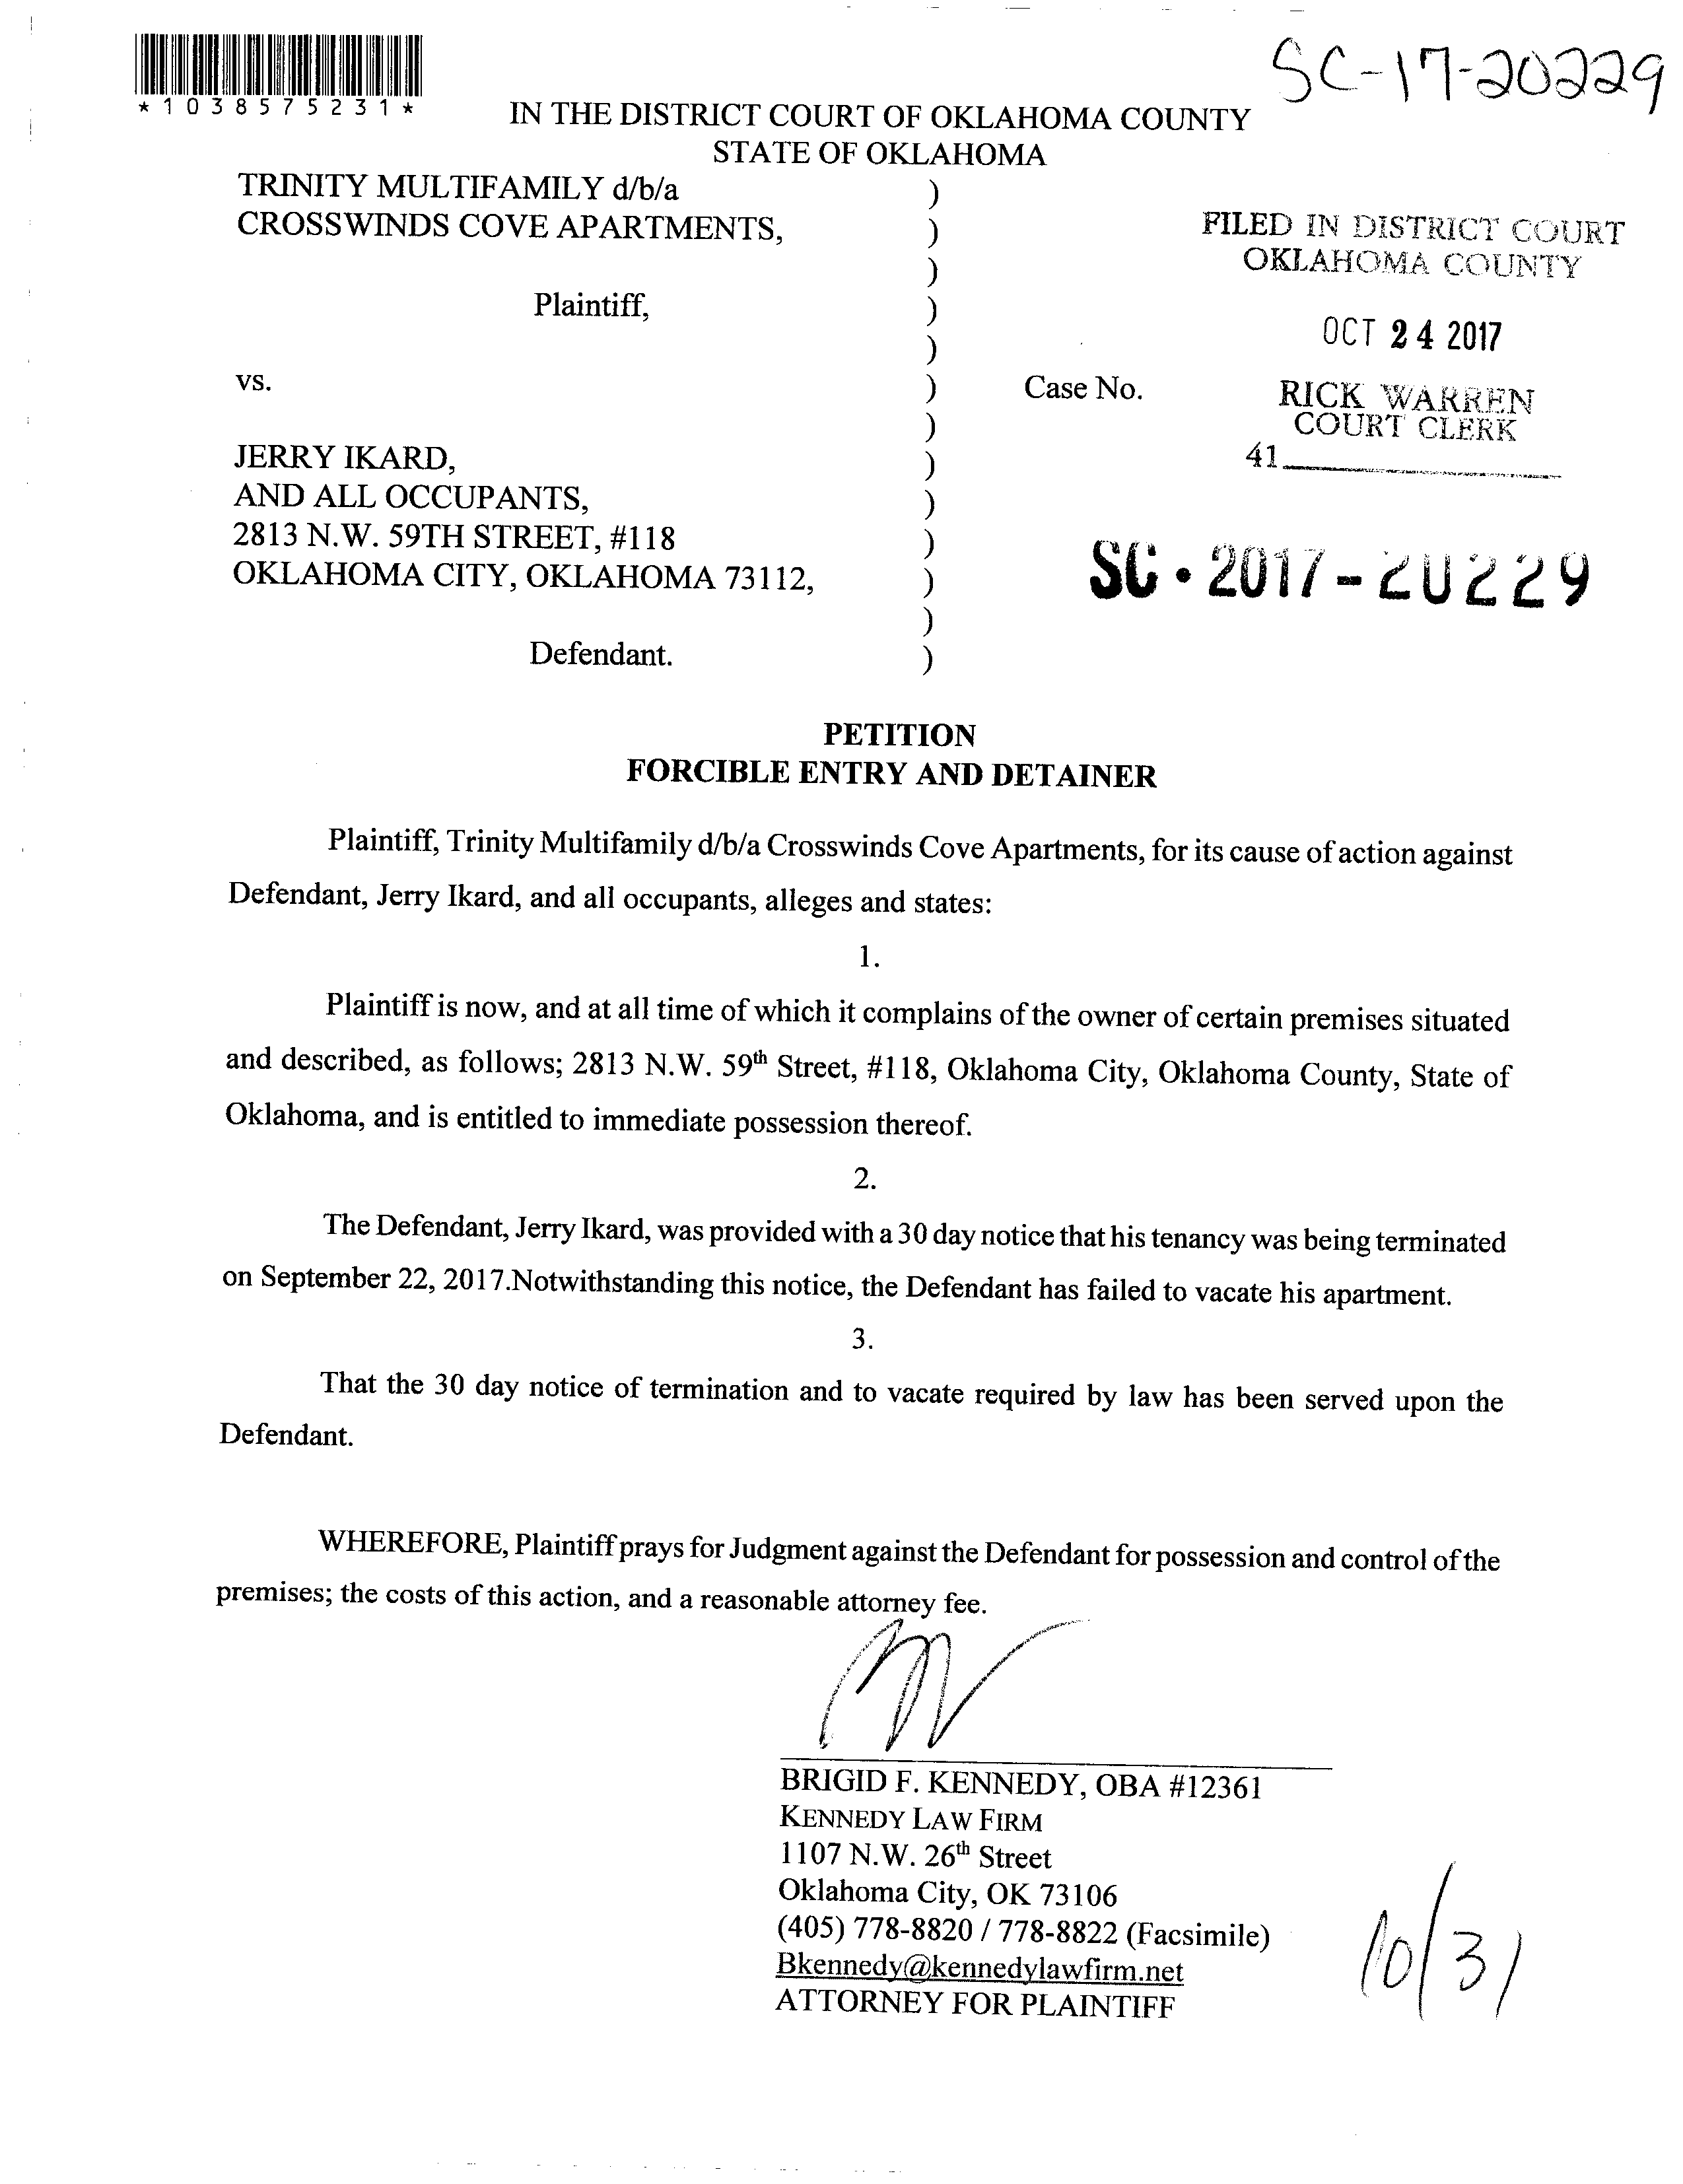 SC-17-20229
*1038575231*
IN THE DISTRICT COURT OF OKLAHOMA COUNTY
STATE OF OKLAHOMA
TRINITY MULTIFAMILY d/b/a )
CROSSWINDS COVE APARTMENTS, )
)
Plaintiff, )
)
vs. ) Case No.
)
JERRY IKARD, )
AND ALL OCCUPANTS, )
2813 N.W. 59TH STREET, #118 )
OKLAHOMA CITY, OKLAHOMA 73112, )
)
Defendant. )
FILED IN DISTRICT COURT
OKLAHOMA COUNTY
OCT 24 2017
RICK WARREN
COURT CLERK
41
SC-2017-20229
PETITION
FORCIBLE ENTRY AND DETAINER
Plaintiff, Trinity Multifamily d/b/a Crosswinds Cove Apartments, for its cause of action against
Defendant, Jerry Ikard, and all occupants, alleges and states:
1.
Plaintiff is now, and at all time of which it complains of the owner of certain premises situated
and described, as follows; 2813 N.W. 59th Street, #118, Oklahoma City, Oklahoma County, State of
Oklahoma, and is entitled to immediate possession thereof.
2.
The Defendant, Jerry Ikard, was provided with a 30 day notice that his tenancy was being terminated
on September 22, 2017.Notwithstanding this notice, the Defendant has failed to vacate his apartment.
3.
That the 30 day notice of termination and to vacate required by law has been served upon the
Defendant.
WHEREFORE, Plaintiff prays for Judgment against the Defendant for possession and control of the
premises; the costs of this action, and a reasonable attorney fee.
BRIGID F. KENNEDY, OBA #12361
KENNEDY LAW FIRM
1107 N.W. 26th Street
Oklahoma City, OK 73106
(405) 778-8820 / 778-8822 (Facsimile)
Bkennedy@kennedylawfirm.net
ATTORNEY FOR PLAINTIFF
10/31